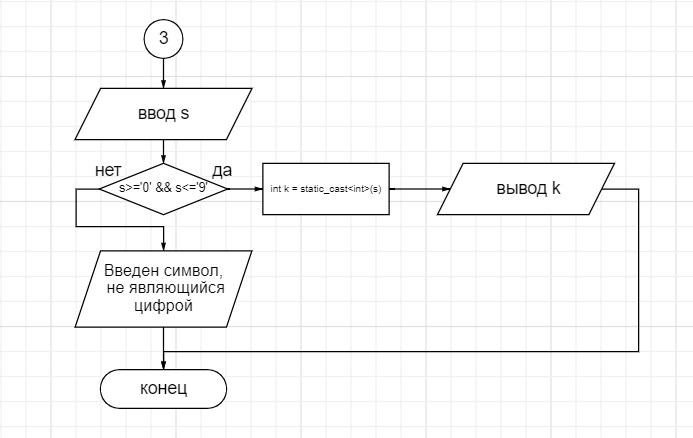 3
ввод s
нет
да
s>='0' && s<='9'
int k = static_cast<int>(s)
вывод k
Введен символ,
не являющийся
цифрой
конец